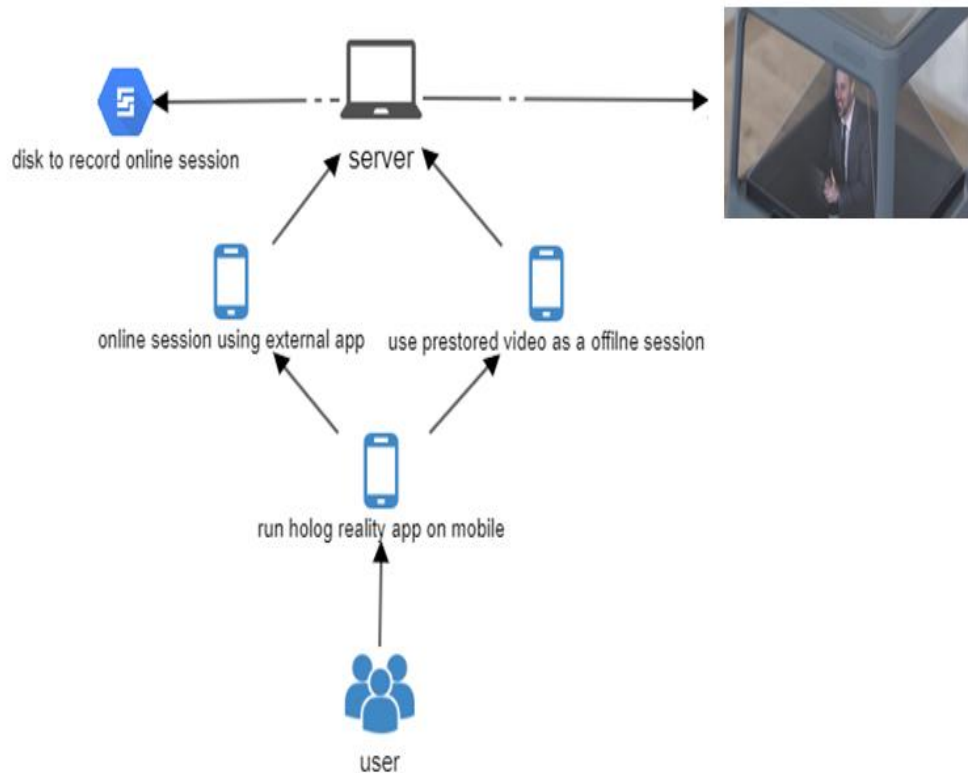 disk to record online session
server
online session using external app
use prestored video as a offilne session
run holog reality app on mobile
user